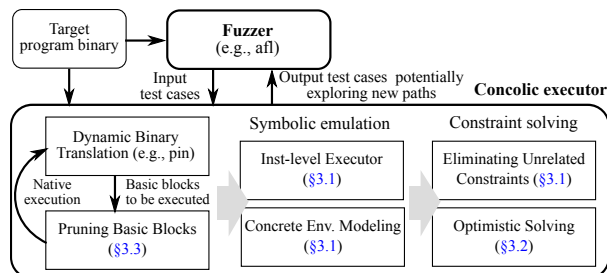 Target
program binary
Fuzzer
(e.g., afl)
Input
test cases
Output test cases potentially
exploring new paths
Concolic executor
Dynamic Binary
Translation (e.g., pin)
Native
execution
Basic blocks
to be executed
Pruning Basic Blocks
(§3.3)
Symbolic emulation
Inst-level Executor
(§3.1)
Concrete Env. Modeling
(§3.1)
Constraint solving
Eliminating Unrelated
Constraints (§3.1)
Optimistic Solving
(§3.2)